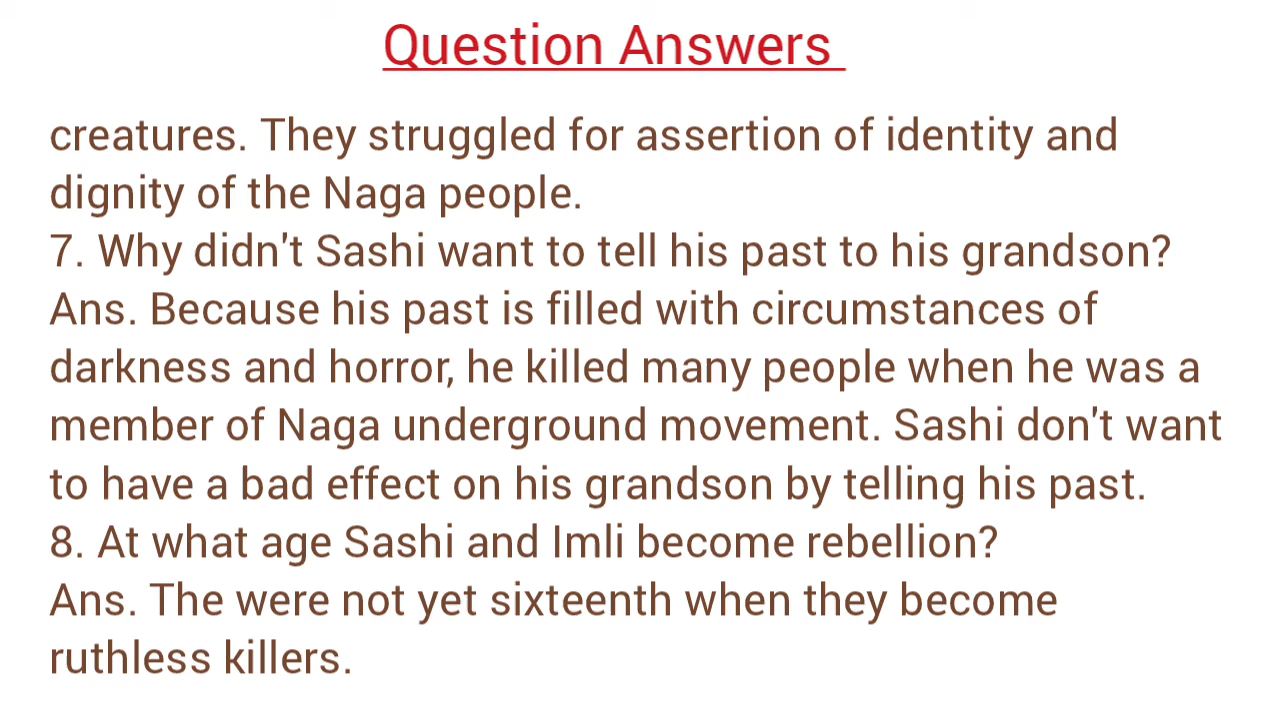 Question Answers
creatures. They struggled for assertion of identity and
dignity of the Naga people.
7. Why didn't Sashi want to tell his past to his grandson?
Ans. Because his past is filled with circumstances of
darkness and horror, he killed many people when he was a
member of Naga underground movement. Sashi don't want
to have a bad effect on his grandson by telling his past.
8. At what age Sashi and Imli become rebellion?
Ans. The were not yet sixteenth when they become
ruthless killers.